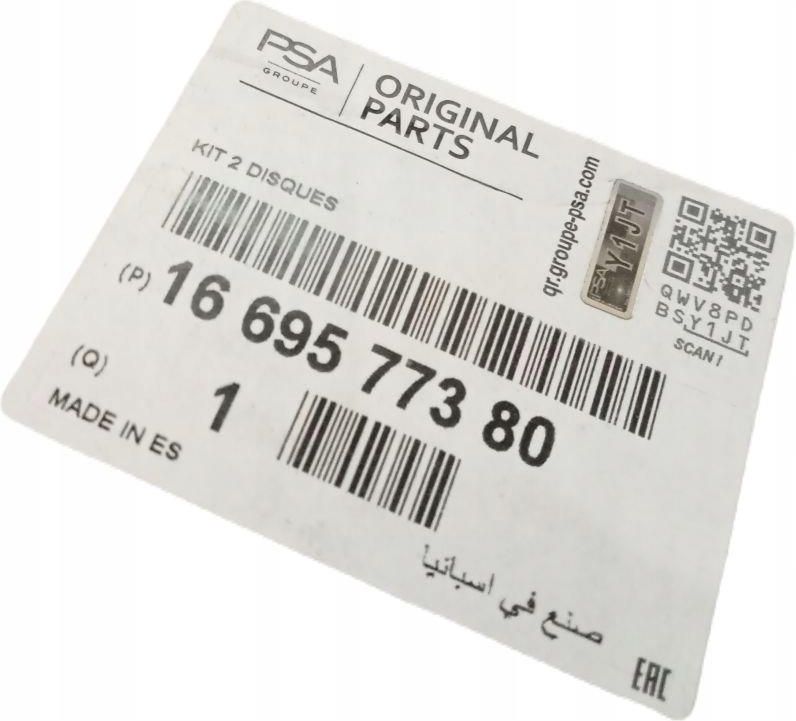 PSA
GROUPE
ORIGINAL
PARTS
KIT 2 DISQUES
qr.groupe-psa.com
PSA Y1JT
QWV8PD
BSY1JT
SCAN!
(P) 16 695 773 80
(Q) 1
MADE IN ES
صنع في اسبانيا
EAC